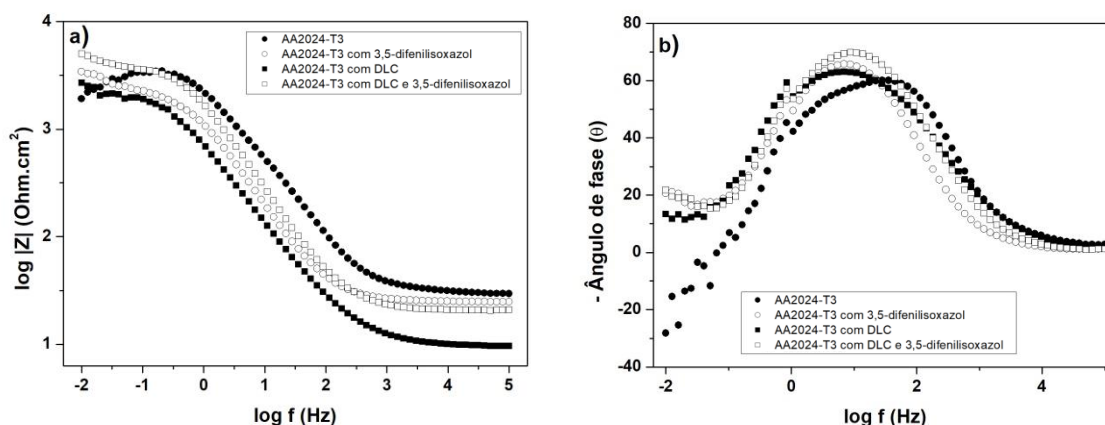 a)
AA2024-T3
AA2024-T3 com 3,5-difenilisoxazol
AA2024-T3 com DLC
AA2024-T3 com DLC e 3,5-difenilisoxazol
log |Z| (Ohm.cm²)
4
3
2
1
-2 -1 0 1 2 3 4 5
log f (Hz)
b)
- Ângulo de fase (θ)
80
60
40
20
0
-20
-40
AA2024-T3
AA2024-T3 com 3,5-difenilisoxazol
AA2024-T3 com DLC
AA2024-T3 com DLC e 3,5-difenilisoxazol
-2 0 2 4
log f (Hz)